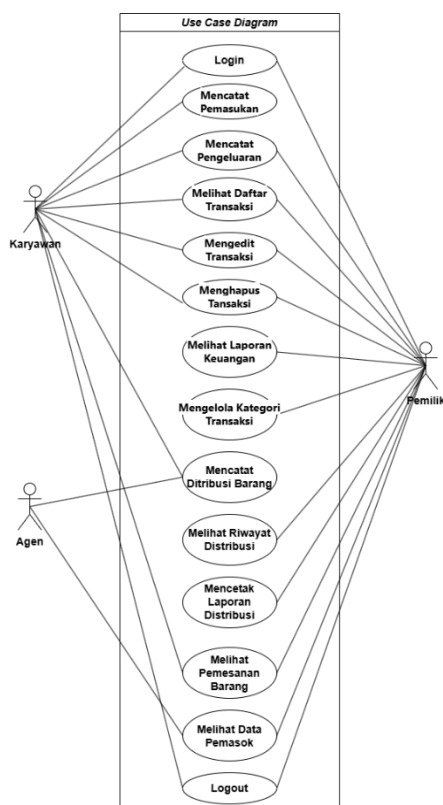 Use Case Diagram
Login
Mencatat
Pemasukan
Mencatat
Pengeluaran
Melihat Daftar
Transaksi
Karyawan
Mengedit
Transaksi
Menghapus
Tansaksi
Melihat Laporan
Keuangan
Pemilik
Mengelola Kategori
Transaksi
Mencatat
Ditribusi Barang
Agen
Melihat Riwayat
Distribusi
Mencetak
Laporan
Distribusi
Melihat
Pemesanan
Barang
Melihat Data
Pemasok
Logout